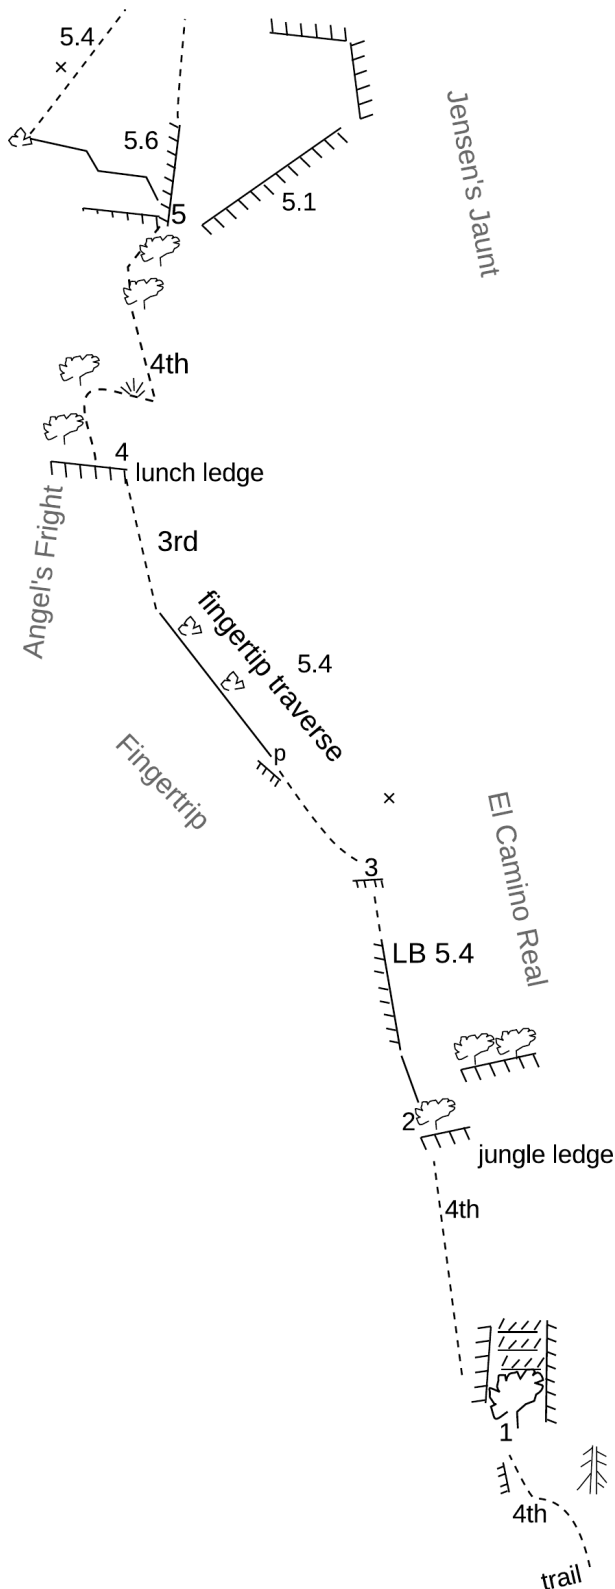 5.4
×
5.6
5
5.1
Jensen's Jaunt
4th
4
lunch ledge
Angel's Fright
3rd
fingertip traverse
5.4
p
Fingertrip
×
3
El Camino Real
LB 5.4
2
jungle ledge
4th
1
4th
trail